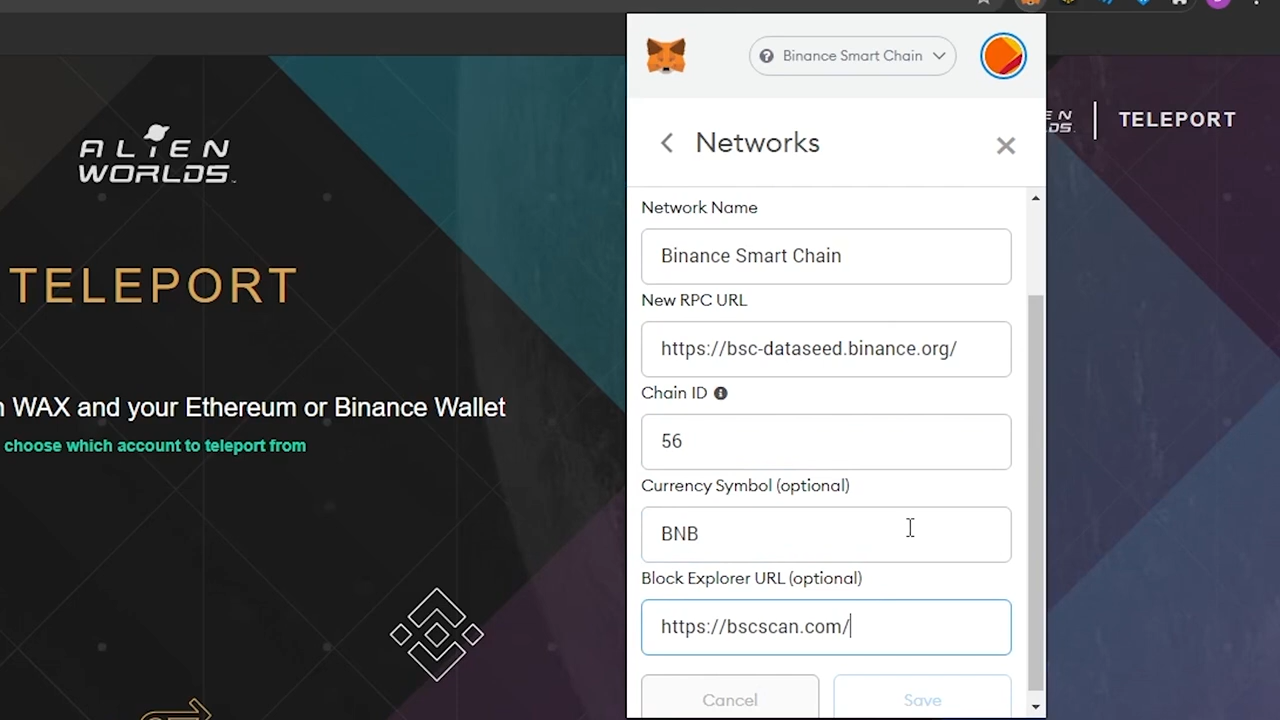 Binance Smart Chain
ALIEN
WORLDS
TELEPORT
Networks
TELEPORT
Network Name
Binance Smart Chain
New RPC URL
https://bsc-dataseed.binance.org/
Chain ID
56
WAX and your Ethereum or Binance Wallet
choose which account to teleport from
Currency Symbol (optional)
BNB
Block Explorer URL (optional)
https://bscscan.com/
Cancel
Save